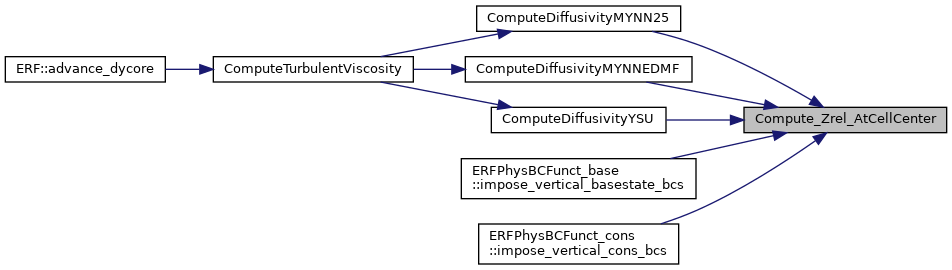 ComputeDiffusivityMYNN25
ERF::advance_dycore
ComputeTurbulentViscosity
ComputeDiffusivityMYNNEDMF
ComputeDiffusivityYSU
Compute_Zrel_AtCellCenter
ERFPhysBCFunct_base
::impose_vertical_basestate_bcs
ERFPhysBCFunct_cons
::impose_vertical_cons_bcs